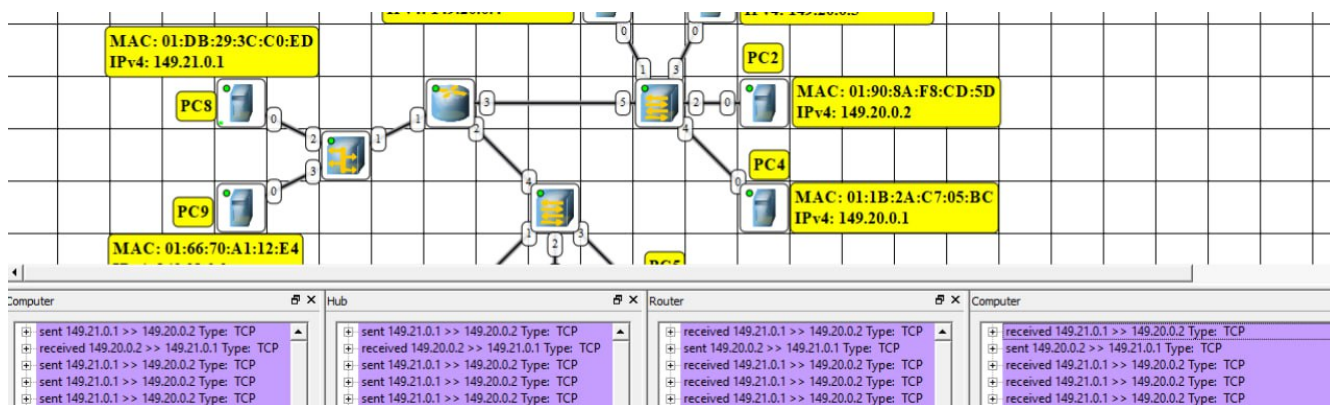 MAC: 01:DB:29:3C:C0:ED
IPv4: 149.21.0.1
PC8
0
2
1
1
3
5
2
0
PC2
MAC: 01:90:8A:F8:CD:5D
IPv4: 149.20.0.2
0
0
1
3
3
0
PC9
MAC: 01:66:70:A1:12:E4
2
4
1
2
3
4
0
PC4
MAC: 01:1B:2A:C7:05:BC
IPv4: 149.20.0.1
Computer
sent 149.21.0.1 >> 149.20.0.2 Type: TCP
received 149.20.0.2 >> 149.21.0.1 Type: TCP
sent 149.21.0.1 >> 149.20.0.2 Type: TCP
sent 149.21.0.1 >> 149.20.0.2 Type: TCP
sent 149.21.0.1 >> 149.20.0.2 Type: TCP
Hub
sent 149.21.0.1 >> 149.20.0.2 Type: TCP
received 149.20.0.2 >> 149.21.0.1 Type: TCP
sent 149.21.0.1 >> 149.20.0.2 Type: TCP
sent 149.21.0.1 >> 149.20.0.2 Type: TCP
sent 149.21.0.1 >> 149.20.0.2 Type: TCP
Router
received 149.21.0.1 >> 149.20.0.2 Type: TCP
sent 149.20.0.2 >> 149.21.0.1 Type: TCP
received 149.21.0.1 >> 149.20.0.2 Type: TCP
received 149.21.0.1 >> 149.20.0.2 Type: TCP
received 149.21.0.1 >> 149.20.0.2 Type: TCP
Computer
received 149.21.0.1 >> 149.20.0.2 Type: TCP
sent 149.20.0.2 >> 149.21.0.1 Type: TCP
received 149.21.0.1 >> 149.20.0.2 Type: TCP
received 149.21.0.1 >> 149.20.0.2 Type: TCP
received 149.21.0.1 >> 149.20.0.2 Type: TCP